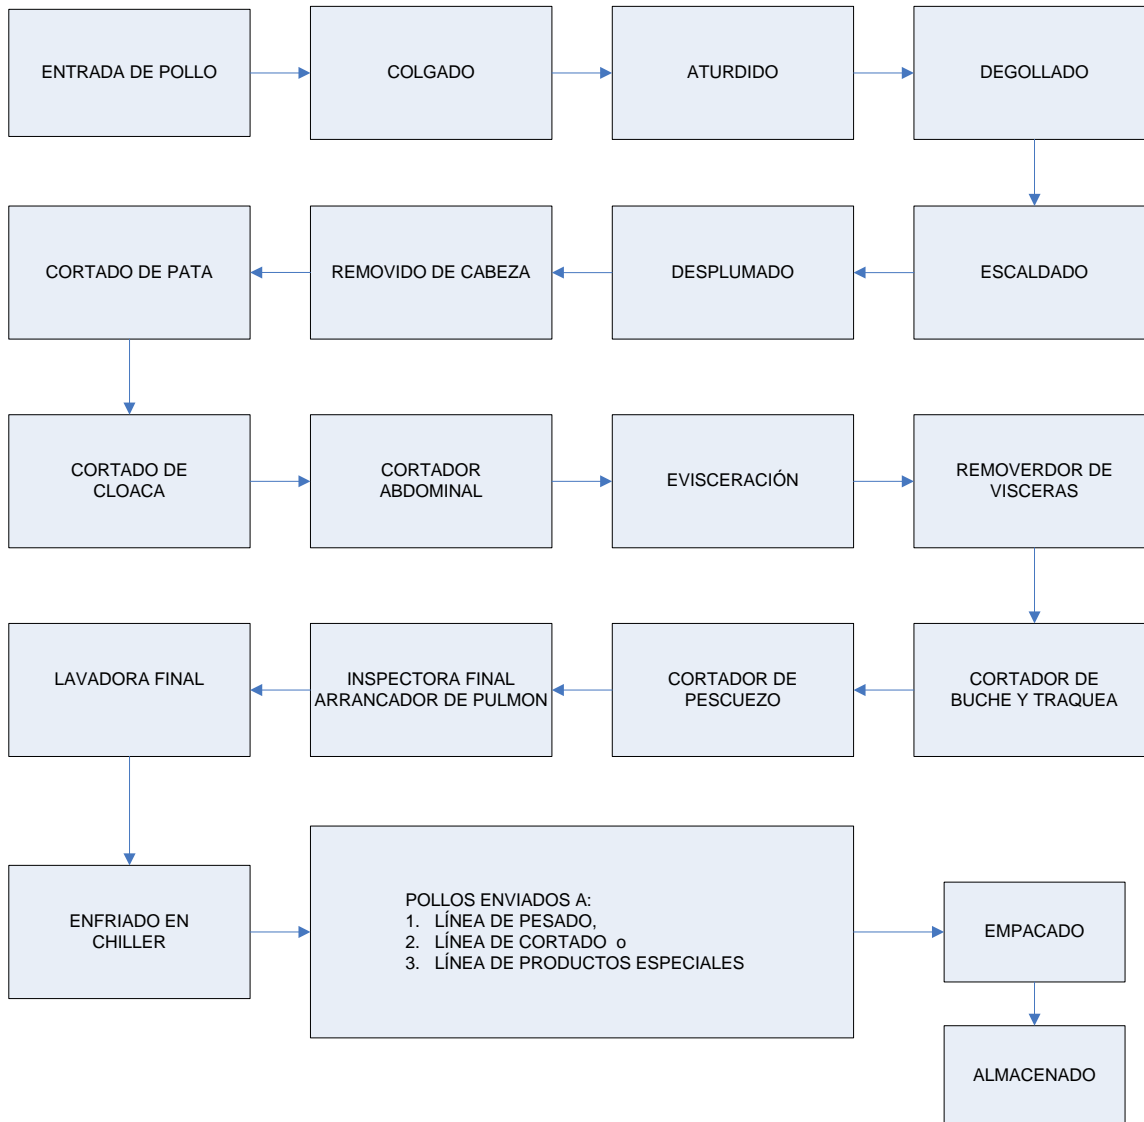 ENTRADA DE POLLO
COLGADO
ATURDIDO
DEGOLLADO
ESCALDADO
DESPLUMADO
REMOVIDO DE CABEZA
CORTADO DE PATA
CORTADO DE
CLOACA
CORTADOR
ABDOMINAL
EVISCERACIÓN
REMOVERDOR DE
VISCERAS
CORTADOR DE
BUCHE Y TRAQUEA
CORTADOR DE
PESCUEZO
INSPECTORA FINAL
ARRANCADOR DE PULMON
LAVADORA FINAL
ENFRIADO EN
CHILLER
POLLOS ENVIADOS A:
1. LÍNEA DE PESADO,
2. LÍNEA DE CORTADO o
3. LÍNEA DE PRODUCTOS ESPECIALES
EMPACADO
ALMACENADO